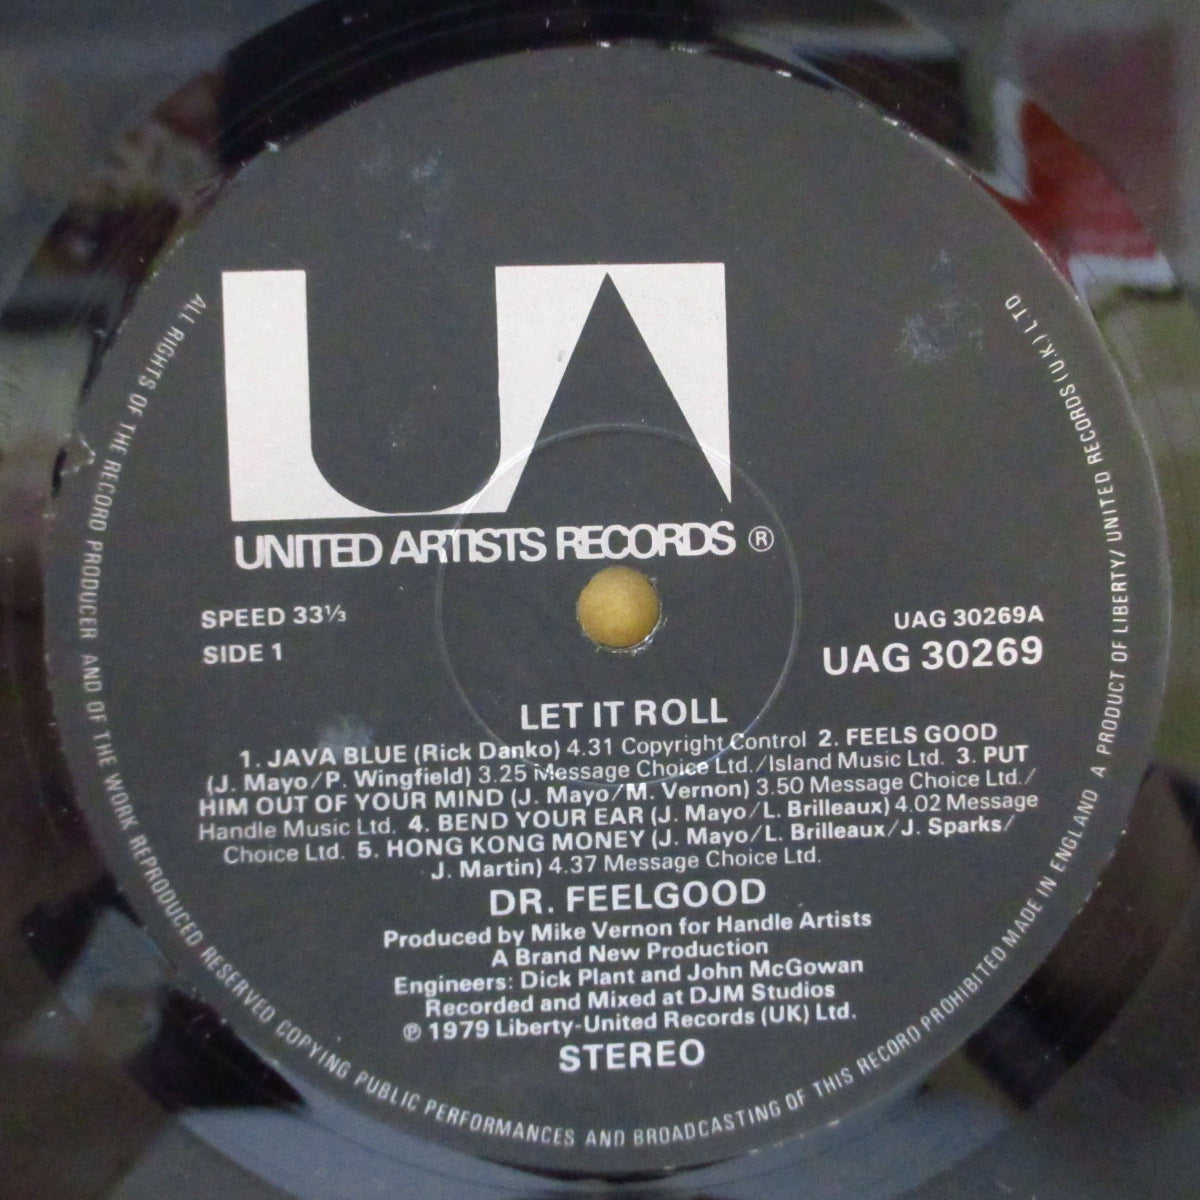 UA
UNITED ARTISTS RECORDS ®
SPEED 33⅓
SIDE 1
UAG 30269A
UAG 30269
LET IT ROLL
1. JAVA BLUE (Rick Danko) 4.31 Copyright Control 2. FEELS GOOD
(J. Mayo/P. Wingfield) 3.25 Message Choice Ltd./Island Music Ltd. 3. PUT
HIM OUT OF YOUR MIND (J. Mayo/M. Vernon) 3.50 Message Choice Ltd./
Handle Music Ltd. 4. BEND YOUR EAR (J. Mayo/L. Brilleaux) 4.02 Message
Choice Ltd. 5. HONG KONG MONEY (J. Mayo/L. Brilleaux/J. Sparks/
J. Martin) 4.37 Message Choice Ltd.
DR. FEELGOOD
Produced by Mike Vernon for Handle Artists
A Brand New Production
Engineers: Dick Plant and John McGowan
Recorded and Mixed at DJM Studios
℗ 1979 Liberty-United Records (UK) Ltd.
STEREO
ALL RIGHTS OF THE RECORD PRODUCER AND OF THE WORK REPRODUCED RESERVED COPYING PUBLIC PERFORMANCES AND BROADCASTING OF THIS RECORD PROHIBITED MADE IN ENGLAND A PRODUCT OF LIBERTY/UNITED RECORDS (U.K.) LTD